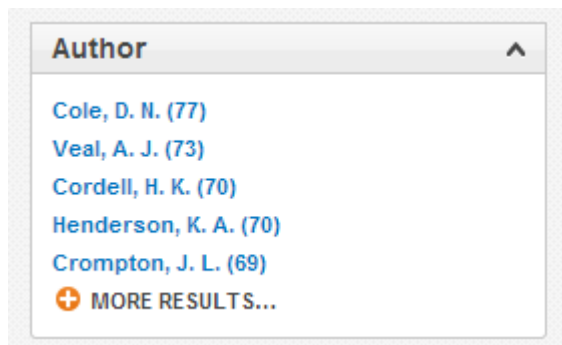 Author
Cole, D. N. (77)
Veal, A. J. (73)
Cordell, H. K. (70)
Henderson, K. A. (70)
Crompton, J. L. (69)
MORE RESULTS...